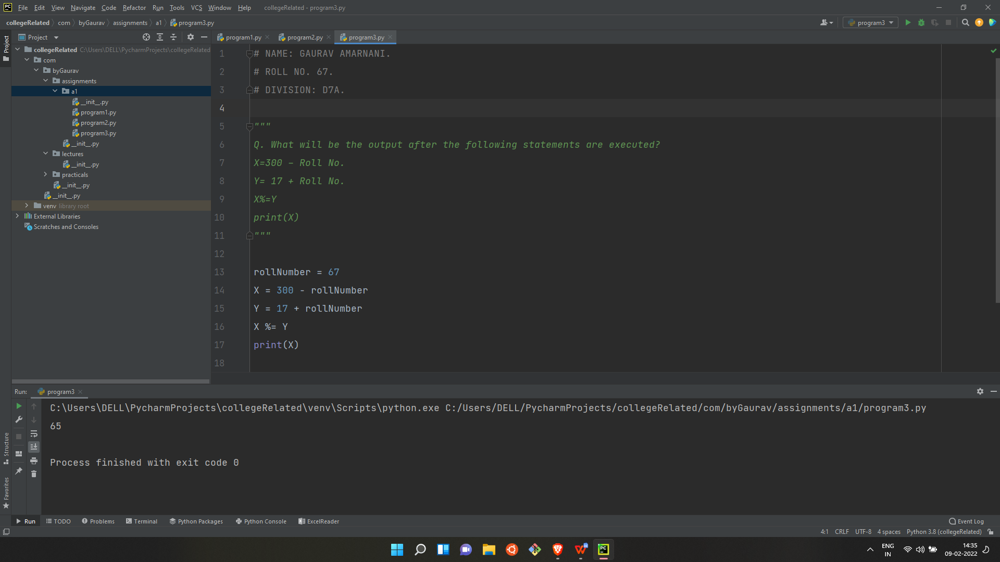 File Edit View Navigate Code Refactor Run Tools VCS Window Help collegeRelated - program3.py
collegeRelated com byGaurav assignments a1 program3.py program3
Project program1.py program2.py program3.py
Project
collegeRelated C:\Users\DELL\PycharmProjects\collegeRelated
com
byGaurav
assignments
a1
__init__.py
program1.py
program2.py
program3.py
__init__.py
lectures
__init__.py
practicals
__init__.py
__init__.py
venv library root
External Libraries
Scratches and Consoles
1 # NAME: GAURAV AMARNANI.
2 # ROLL NO. 67.
3 # DIVISION: D7A.
4
5 """
6 Q. What will be the output after the following statements are executed?
7 X=300 – Roll No.
8 Y= 17 + Roll No.
9 X%=Y
10 print(X)
11 """
12
13 rollNumber = 67
14 X = 300 - rollNumber
15 Y = 17 + rollNumber
16 X %= Y
17 print(X)
18
Run: program3
C:\Users\DELL\PycharmProjects\collegeRelated\venv\Scripts\python.exe C:/Users/DELL/PycharmProjects/collegeRelated/com/byGaurav/assignments/a1/program3.py
65
Process finished with exit code 0
Structure
Favorites
Run TODO Problems Terminal Python Packages Python Console ExcelReader Event Log
4:1 CRLF UTF-8 4 spaces Python 3.8 (collegeRelated)
ENG
IN
14:35
09-02-2022